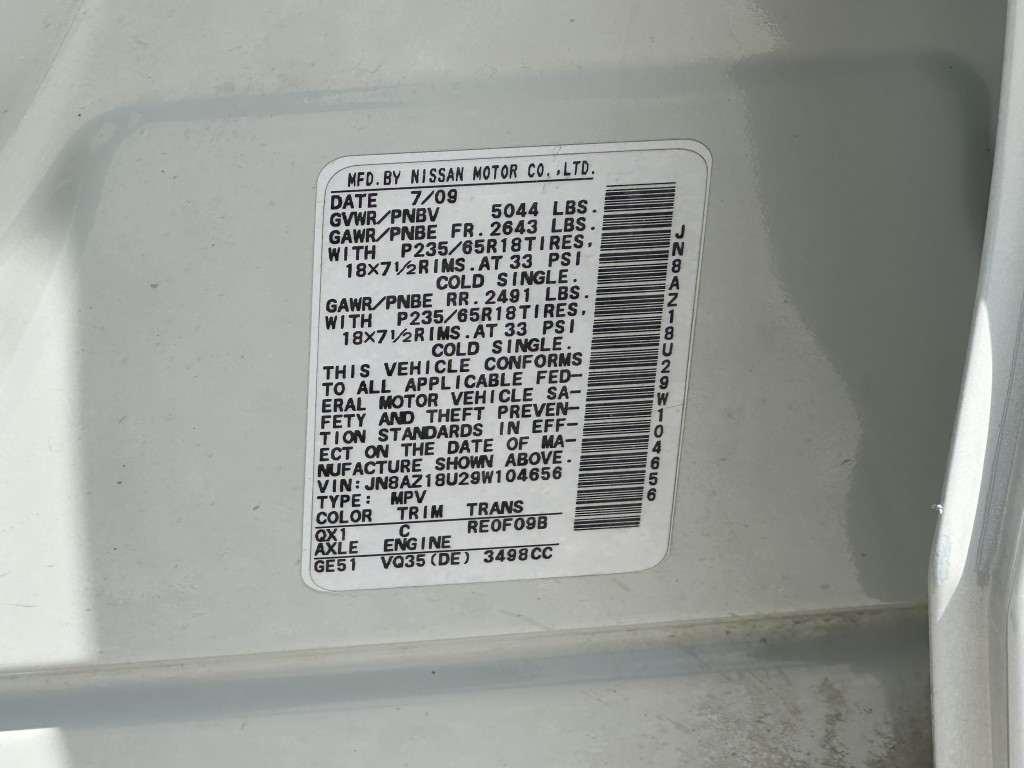 MFD.BY NISSAN MOTOR CO.,LTD.
DATE 7/09
GVWR/PNBV 5044 LBS.
GAWR/PNBE FR.2643 LBS.
WITH P235/65R18TIRES,
18×7½RIMS.AT 33 PSI
COLD SINGLE.
GAWR/PNBE RR.2491 LBS.
WITH P235/65R18TIRES,
18×7½RIMS.AT 33 PSI
COLD SINGLE.
THIS VEHICLE CONFORMS
TO ALL APPLICABLE FED-
ERAL MOTOR VEHICLE SA-
FETY AND THEFT PREVEN-
TION STANDARDS IN EFF-
ECT ON THE DATE OF MA-
NUFACTURE SHOWN ABOVE.
VIN:JN8AZ18U29W104656
TYPE: MPV
COLOR TRIM TRANS
QX1 C RE0F09B
AXLE ENGINE
GE51 VQ35(DE) 3498CC
JN8AZ18U29W104656